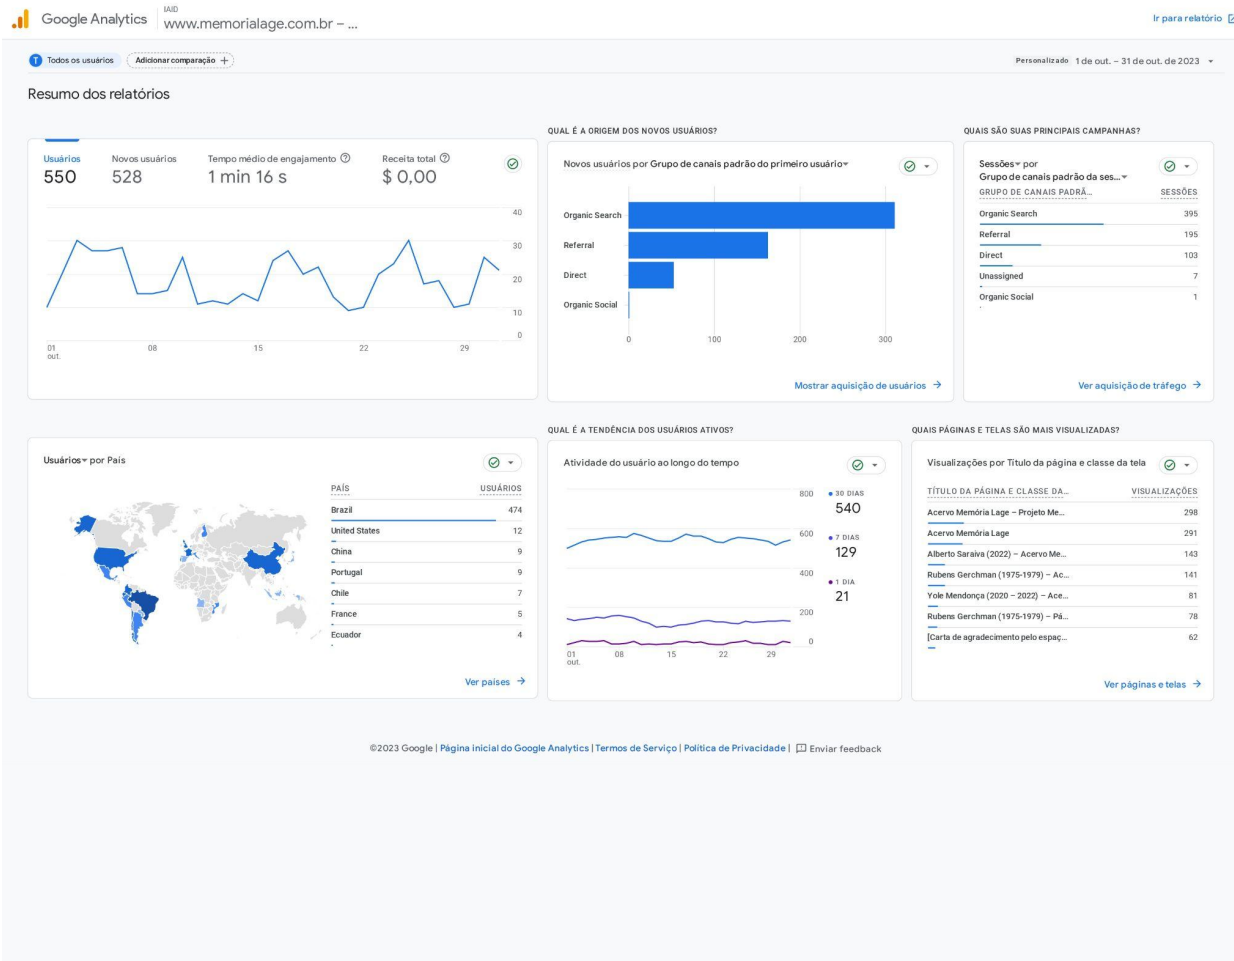 IAID
Google Analytics
www.memorialage.com.br – ...
Ir para relatório
T Todos os usuários
Adicionar comparação +
Personalizado 1 de out. – 31 de out. de 2023
Resumo dos relatórios
Usuários
550
Novos usuários
528
Tempo médio de engajamento
1 min 16 s
Receita total
$ 0,00
40
30
20
10
0
01
out.
08
15
22
29
QUAL É A ORIGEM DOS NOVOS USUÁRIOS?
Novos usuários por Grupo de canais padrão do primeiro usuário
Organic Search
Referral
Direct
Organic Social
0
100
200
300
Mostrar aquisição de usuários
QUAIS SÃO SUAS PRINCIPAIS CAMPANHAS?
Sessões por
Grupo de canais padrão da ses...
GRUPO DE CANAIS PADRÃ... SESSÕES
Organic Search 395
Referral 195
Direct 103
Unassigned 7
Organic Social 1
Ver aquisição de tráfego
Usuários por País
PAÍS USUÁRIOS
Brazil 474
United States 12
China 9
Portugal 9
Chile 7
France 5
Ecuador 4
Ver países
QUAL É A TENDÊNCIA DOS USUÁRIOS ATIVOS?
Atividade do usuário ao longo do tempo
800
600
400
200
0
01
out.
08
15
22
29
30 DIAS
540
7 DIAS
129
1 DIA
21
QUAIS PÁGINAS E TELAS SÃO MAIS VISUALIZADAS?
Visualizações por Título da página e classe da tela
TÍTULO DA PÁGINA E CLASSE DA... VISUALIZAÇÕES
Acervo Memória Lage – Projeto Me... 298
Acervo Memória Lage 291
Alberto Saraiva (2022) – Acervo Me... 143
Rubens Gerchman (1975-1979) – Ac... 141
Yole Mendonça (2020 – 2022) – Ace... 81
Rubens Gerchman (1975-1979) – Pá... 78
[Carta de agradecimento pelo espaç... 62
Ver páginas e telas
©2023 Google | Página inicial do Google Analytics | Termos de Serviço | Política de Privacidade | Enviar feedback